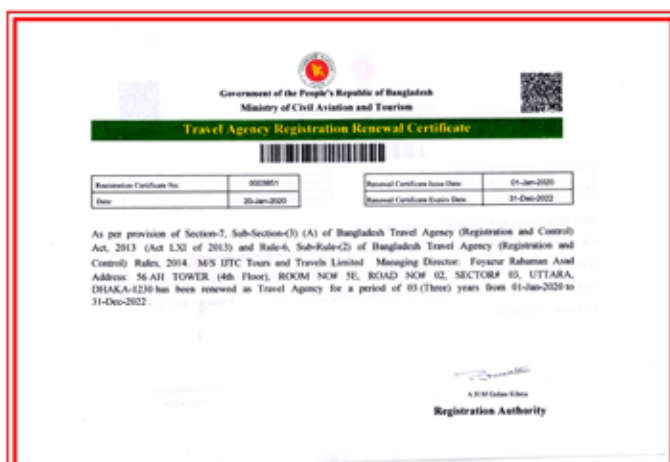 Government of the People's Republic of Bangladesh
Ministry of Civil Aviation and Tourism
Travel Agency Registration Renewal Certificate
Registration Certificate No: 0003651
Date: 20-Jan-2020
Renewal Certificate Issue Date: 01-Jan-2020
Renewal Certificate Expiry Date: 31-Dec-2022
As per provision of Section-7, Sub-Section-(3) (A) of Bangladesh Travel Agency (Registration and Control)
Act, 2013 (Act LXI of 2013) and Rule-6, Sub-Rule-(2) of Bangladesh Travel Agency (Registration and
Control) Rules, 2014. M/S Tours and Travels Limited Managing Director: Foyazur Rahaman Asad
Address: 56 AH TOWER (4th Floor), ROOM NO# 5E, ROAD NO# 02, SECTOR# 03, UTTARA,
DHAKA-1230 has been renewed as Travel Agency for a period of 03 (Three) years from 01-Jan-2020 to
31-Dec-2022 .
Registration Authority